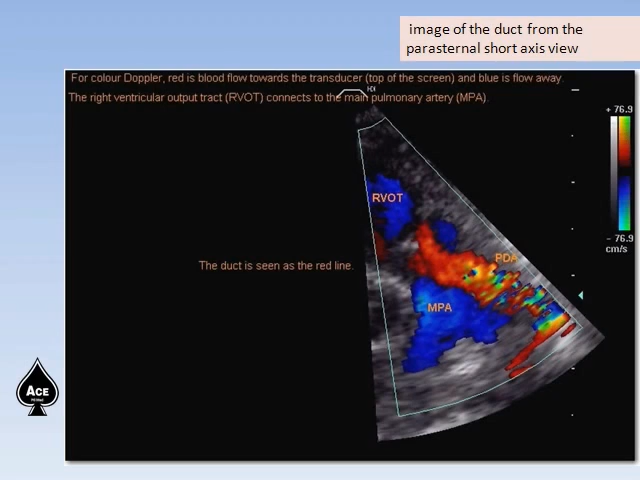 image of the duct from the
parasternal short axis view
For colour Doppler, red is blood flow towards the transducer (top of the screen) and blue is flow away.
The right ventricular output tract (RVOT) connects to the main pulmonary artery (MPA).
+ 76.9
RVOT
- 76.9
cm/s
PDA
The duct is seen as the red line.
MPA
ACE